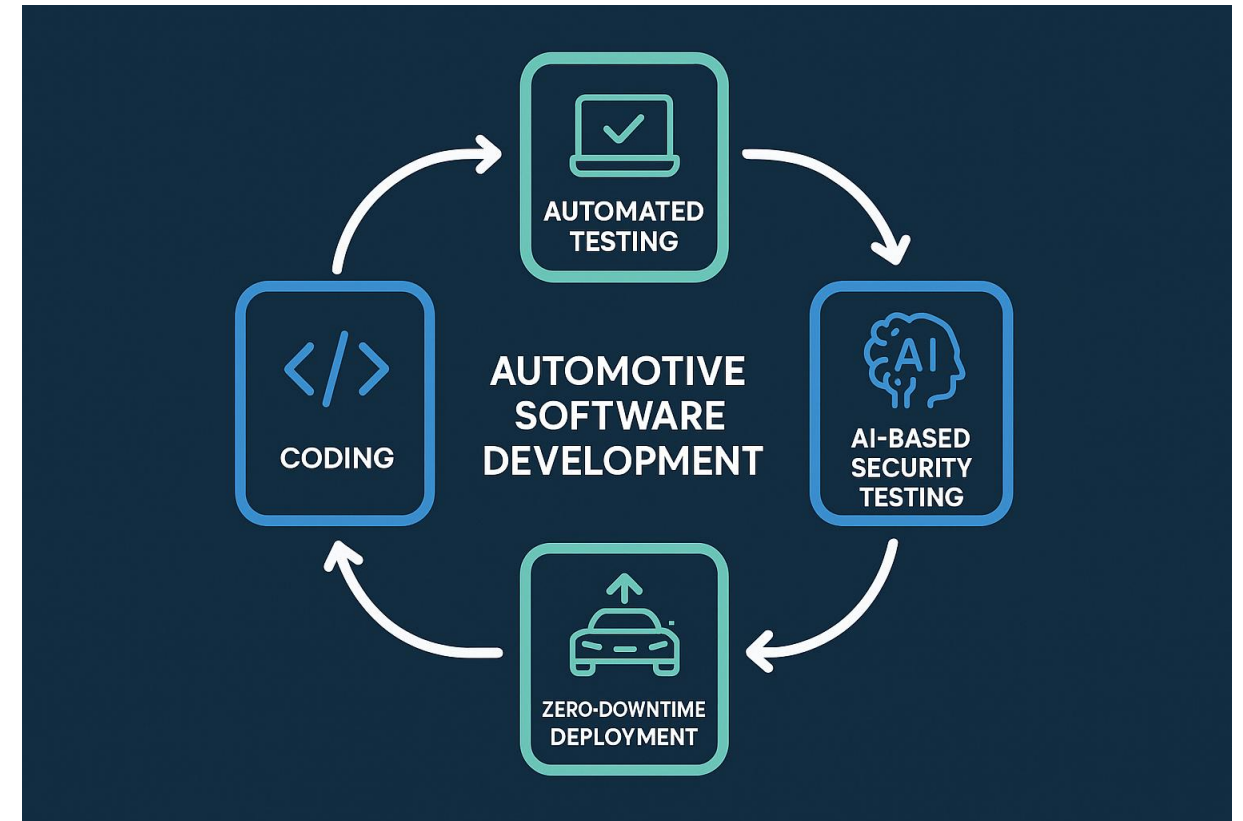 AUTOMATED
TESTING
CODING
AUTOMOTIVE
SOFTWARE
DEVELOPMENT
AI
AI-BASED
SECURITY
TESTING
ZERO-DOWNTIME
DEPLOYMENT